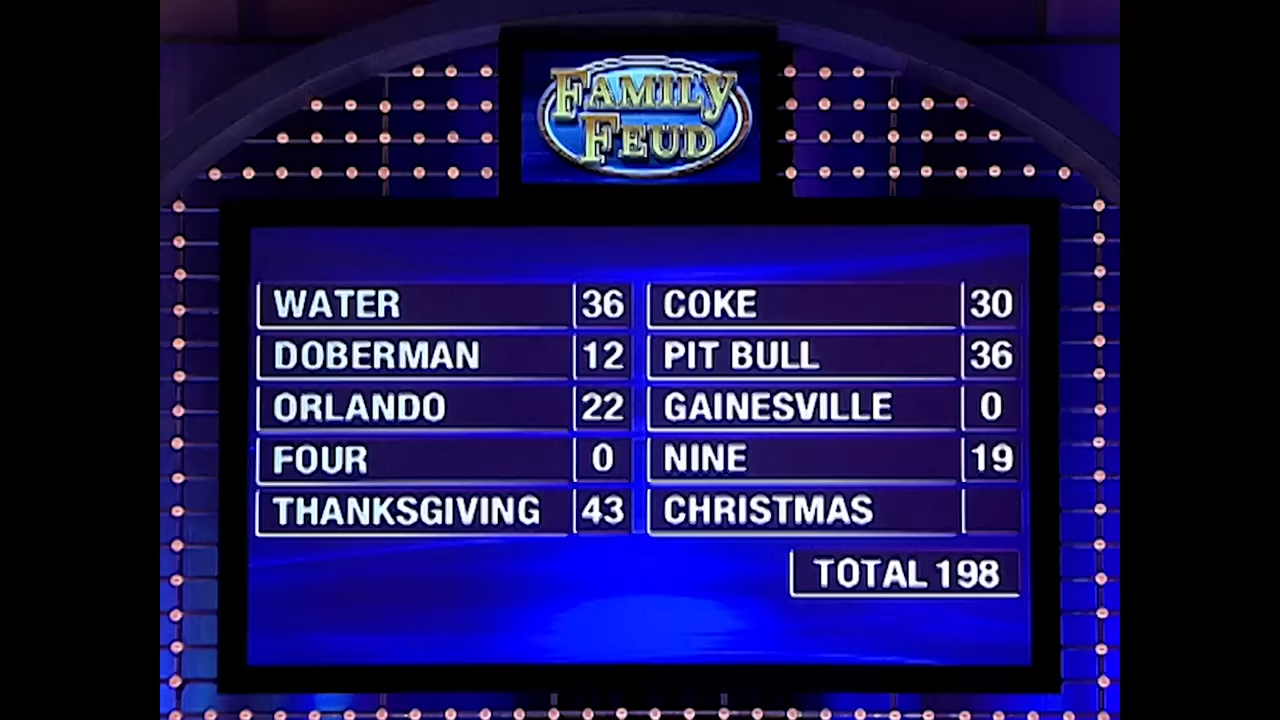 FAMILY
FEUD
WATER 36 COKE 30
DOBERMAN 12 PIT BULL 36
ORLANDO 22 GAINESVILLE 0
FOUR 0 NINE 19
THANKSGIVING 43 CHRISTMAS
TOTAL 198